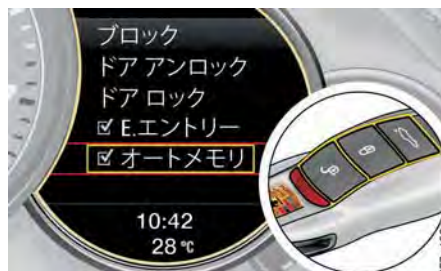 ブロック
ドア アンロック
ドア ロック
☑ E.エントリー
☑ オートメモリ
10:42
28 °C